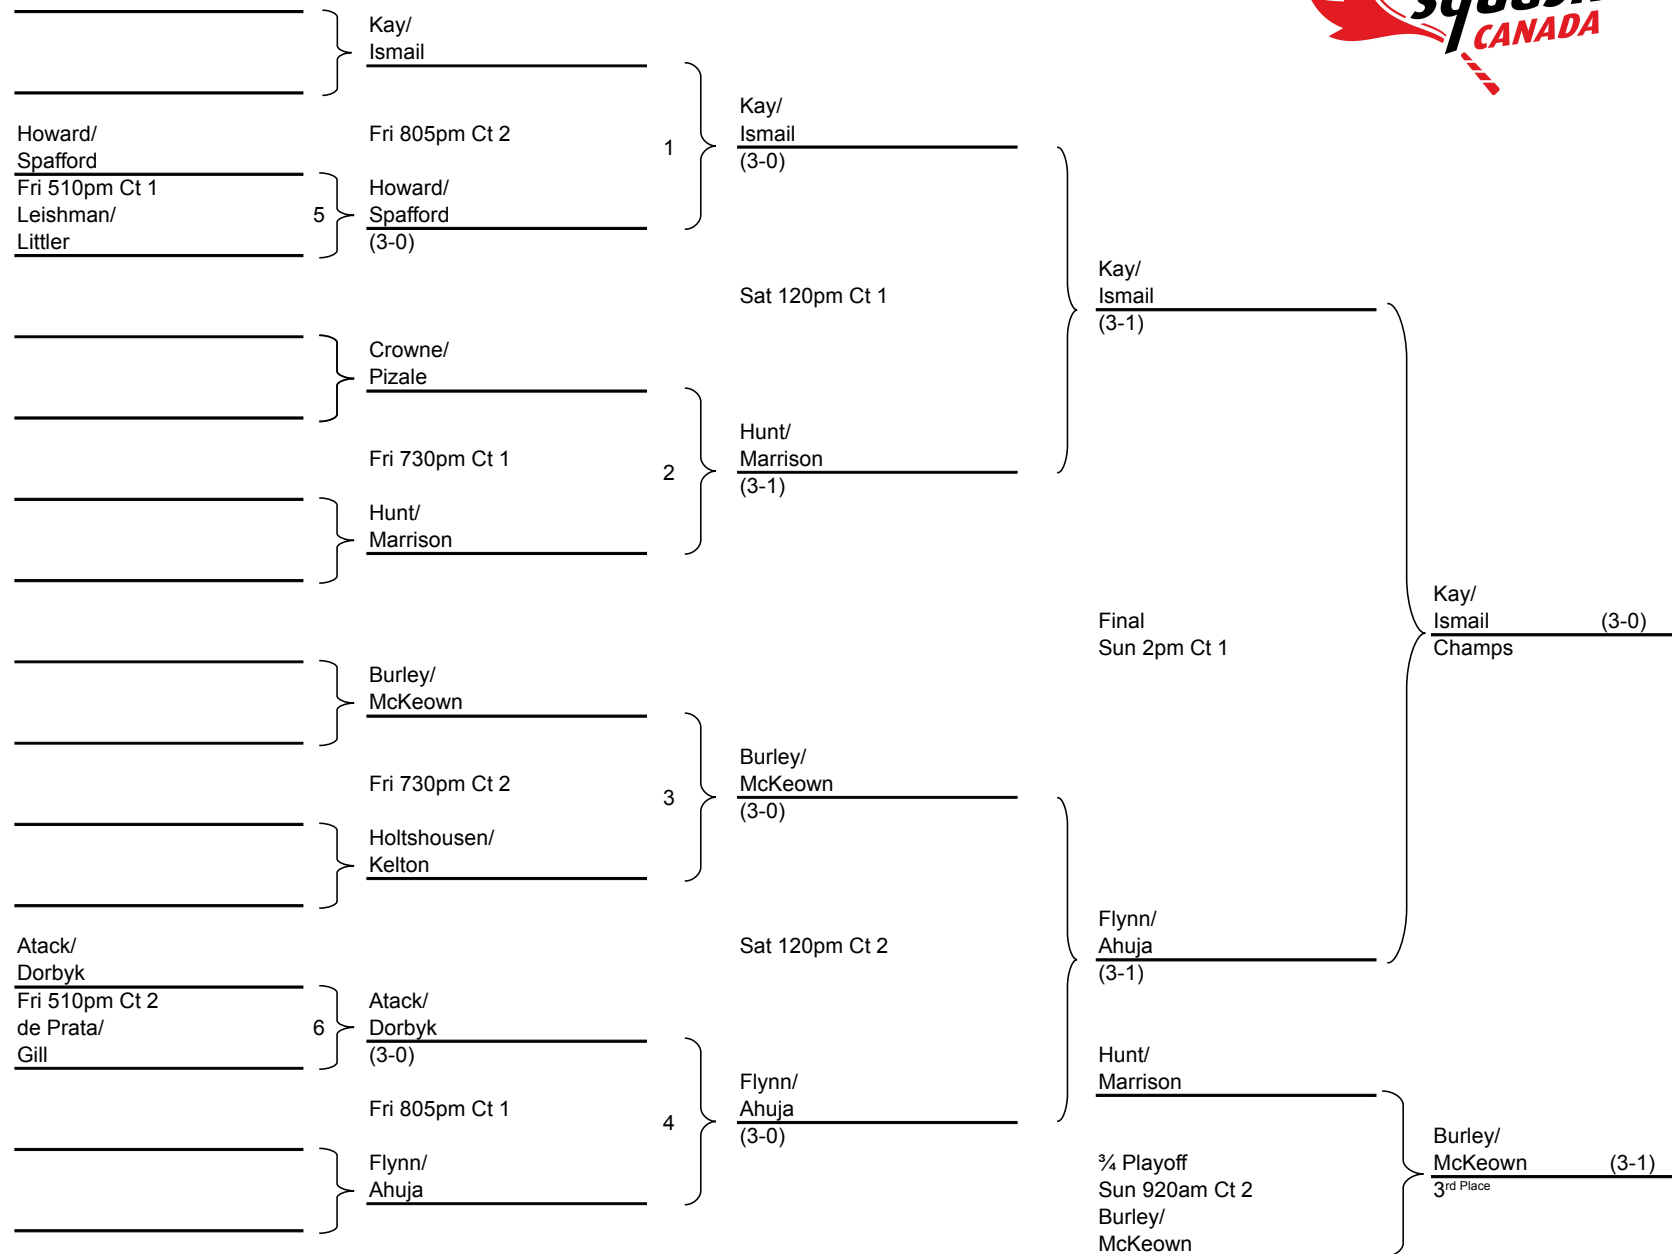 squash
CANADA
Kay/
Ismail
Fri 805pm Ct 2
Howard/
Spafford
Fri 510pm Ct 1
Leishman/
Littler
5
Howard/
Spafford
(3-0)
1
Kay/
Ismail
(3-0)
Sat 120pm Ct 1
Crowne/
Pizale
Fri 730pm Ct 1
Hunt/
Marrison
2
Hunt/
Marrison
(3-1)
Kay/
Ismail
(3-1)
Burley/
McKeown
Fri 730pm Ct 2
Holtshousen/
Kelton
3
Burley/
McKeown
(3-0)
Final
Sun 2pm Ct 1
Kay/
Ismail (3-0)
Champs
Sat 120pm Ct 2
Atack/
Dorbyk
Fri 510pm Ct 2
de Prata/
Gill
6
Atack/
Dorbyk
(3-0)
Fri 805pm Ct 1
Flynn/
Ahuja
4
Flynn/
Ahuja
(3-0)
Flynn/
Ahuja
(3-1)
Hunt/
Marrison
¾ Playoff
Sun 920am Ct 2
Burley/
McKeown
Burley/
McKeown (3-1)
3rd Place